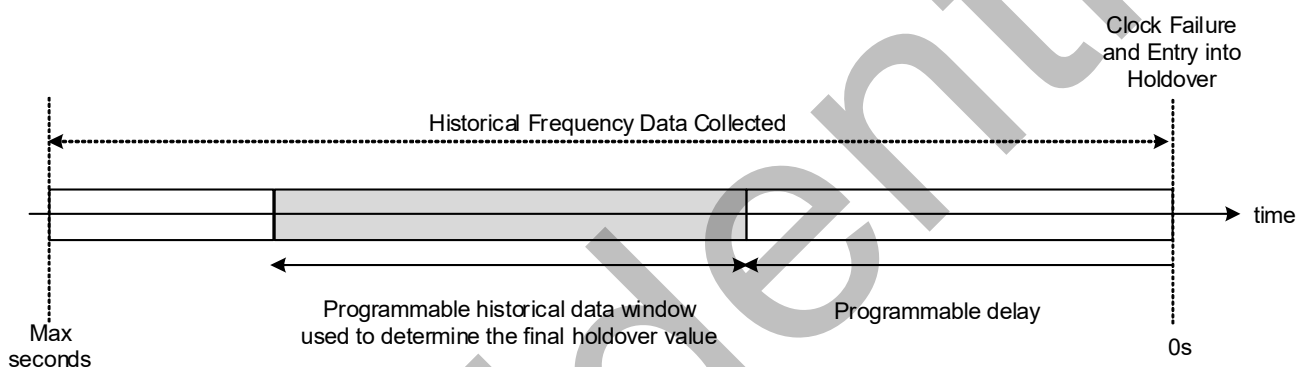 Clock Failure
and Entry into
Holdover
Historical Frequency Data Collected
time
Programmable historical data window
used to determine the final holdover value
Programmable delay
Max
seconds
0s